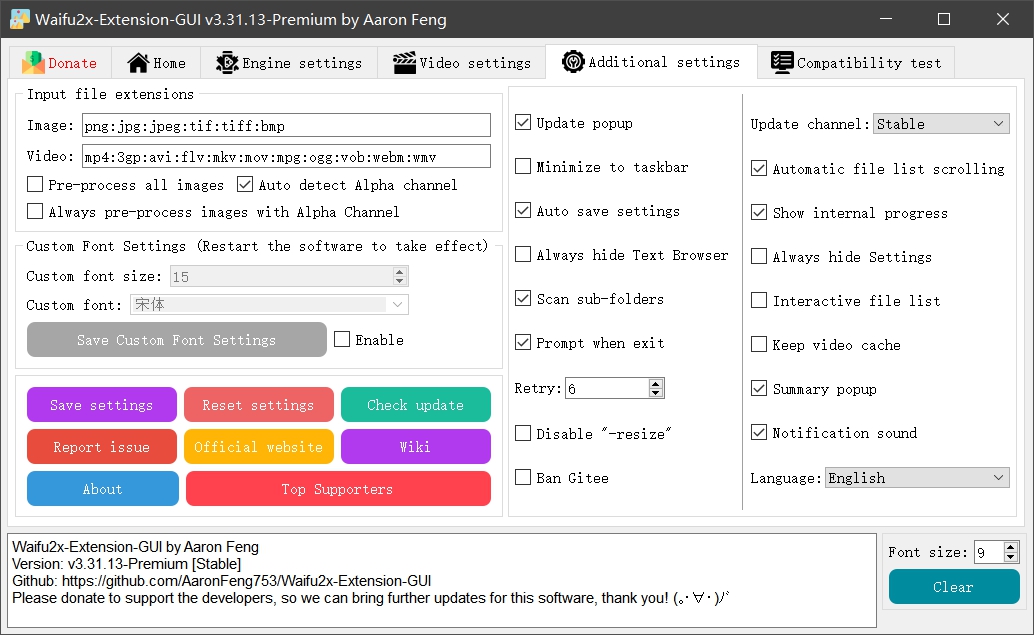 Waifu2x-Extension-GUI v3.31.13-Premium by Aaron Feng
Donate Home Engine settings Video settings Additional settings Compatibility test
Input file extensions
Image: png:jpg:jpeg:tif:tiff:bmp
Video: mp4:3gp:avi:flv:mkv:mov:mpg:ogg:vob:webm:wmv
Pre-process all images Auto detect Alpha channel
Always pre-process images with Alpha Channel
Custom Font Settings (Restart the software to take effect)
Custom font size: 15
Custom font: 宋体
Save Custom Font Settings Enable
Save settings Reset settings Check update
Report issue Official website Wiki
About Top Supporters
Update popup
Minimize to taskbar
Auto save settings
Always hide Text Browser
Scan sub-folders
Prompt when exit
Retry: 6
Disable "-resize"
Ban Gitee
Update channel: Stable
Automatic file list scrolling
Show internal progress
Always hide Settings
Interactive file list
Keep video cache
Summary popup
Notification sound
Language: English
Waifu2x-Extension-GUI by Aaron Feng
Version: v3.31.13-Premium [Stable]
Github: https://github.com/AaronFeng753/Waifu2x-Extension-GUI
Please donate to support the developers, so we can bring further updates for this software, thank you! (｡･∀･)ﾉﾞ
Font size: 9
Clear